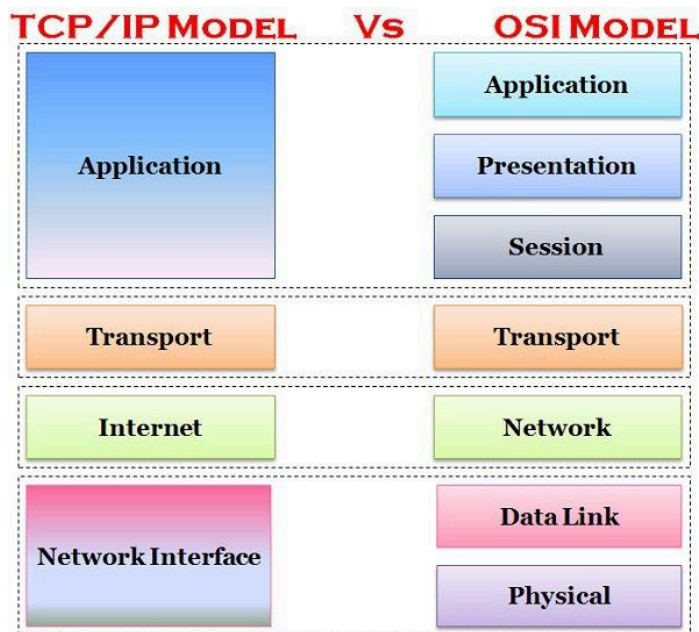 TCP/IP MODEL Vs OSI MODEL
Application
Application
Presentation
Session
Transport
Transport
Internet
Network
Network Interface
Data Link
Physical